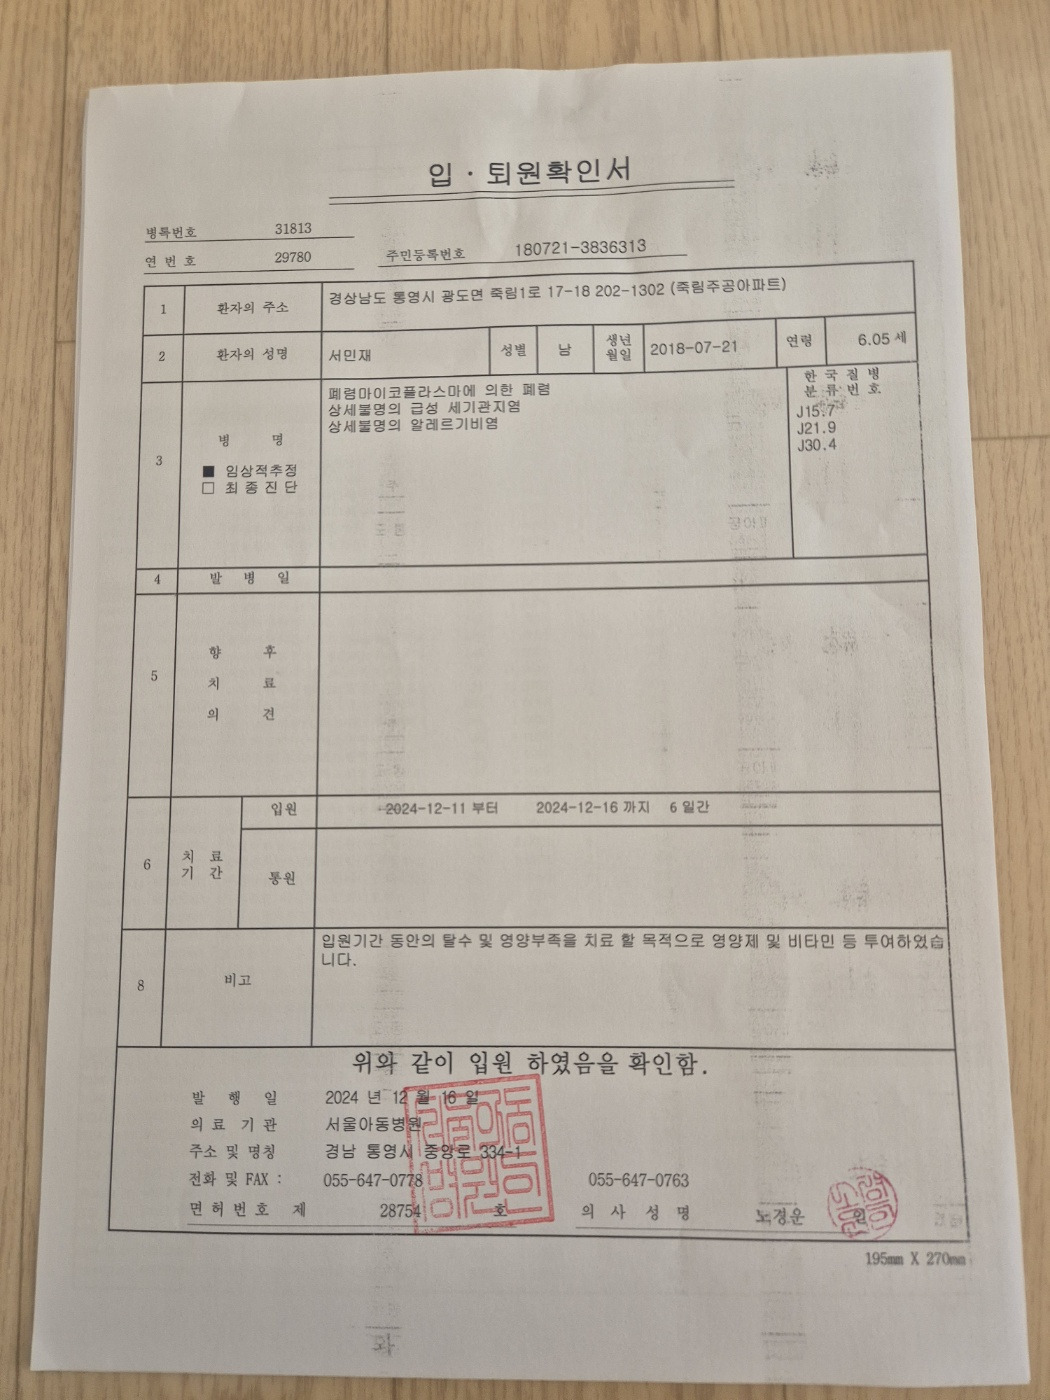 입 · 퇴원확인서
병록번호 31813
연 번 호 29780 주민등록번호 180721-3836313
1 환자의 주소 경상남도 통영시 광도면 죽림1로 17-18 202-1302 (죽림주공아파트)
2 환자의 성명 서민재 성별 남 생년월일 2018-07-21 연령 6.05 세
3 병 명
■ 임상적추정
□ 최 종 진 단
폐렴마이코플라스마에 의한 폐렴
상세불명의 급성 세기관지염
상세불명의 알레르기비염
한 국 질 병
분 류 번 호
J15.7
J21.9
J30.4
4 발 병 일
5 향 후
치 료
의 견
6 치 료
기 간
입원 2024-12-11 부터 2024-12-16 까지 6 일간
통원
8 비고 입원기간 동안의 탈수 및 영양부족을 치료 할 목적으로 영양제 및 비타민 등 투여하였습
니다.
위와 같이 입원 하였음을 확인함.
발 행 일 2024 년 12 월 16 일
의 료 기 관 서울아동병원
주소 및 명칭 경남 통영시 중앙로 334-1
전화 및 FAX : 055-647-0778 055-647-0763
면 허 번 호 제 28754 호 의 사 성 명 노경운 인
195mm X 270mm